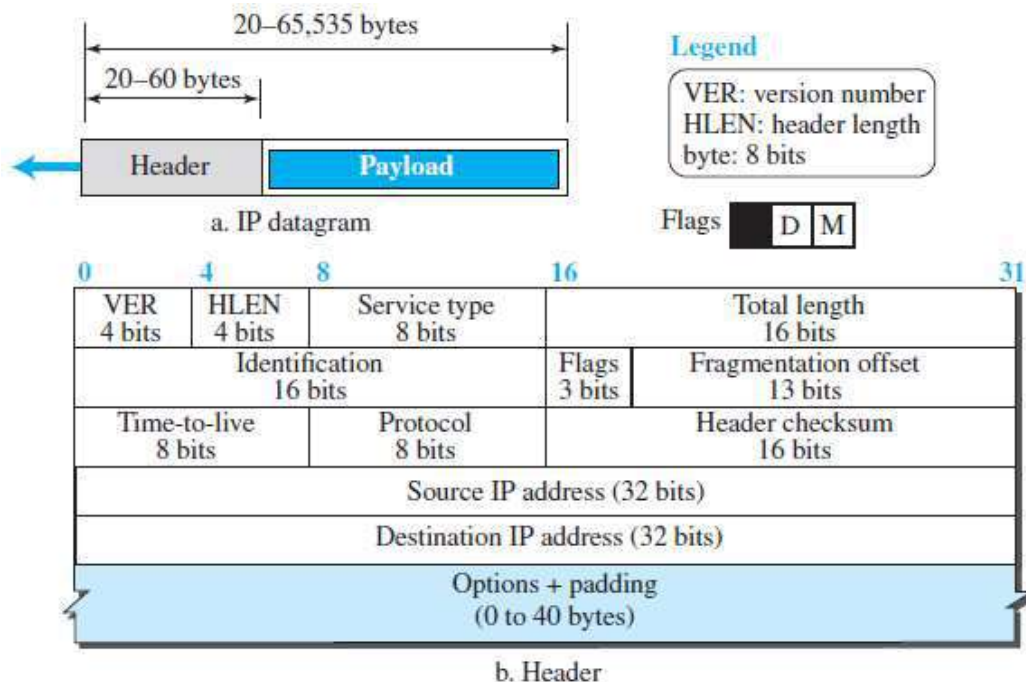 20–65,535 bytes
20–60 bytes
Header
Payload
a. IP datagram
Legend
VER: version number
HLEN: header length
byte: 8 bits
Flags D M
0 4 8 16 31
VER
4 bits
HLEN
4 bits
Service type
8 bits
Total length
16 bits
Identification
16 bits
Flags
3 bits
Fragmentation offset
13 bits
Time-to-live
8 bits
Protocol
8 bits
Header checksum
16 bits
Source IP address (32 bits)
Destination IP address (32 bits)
Options + padding
(0 to 40 bytes)
b. Header